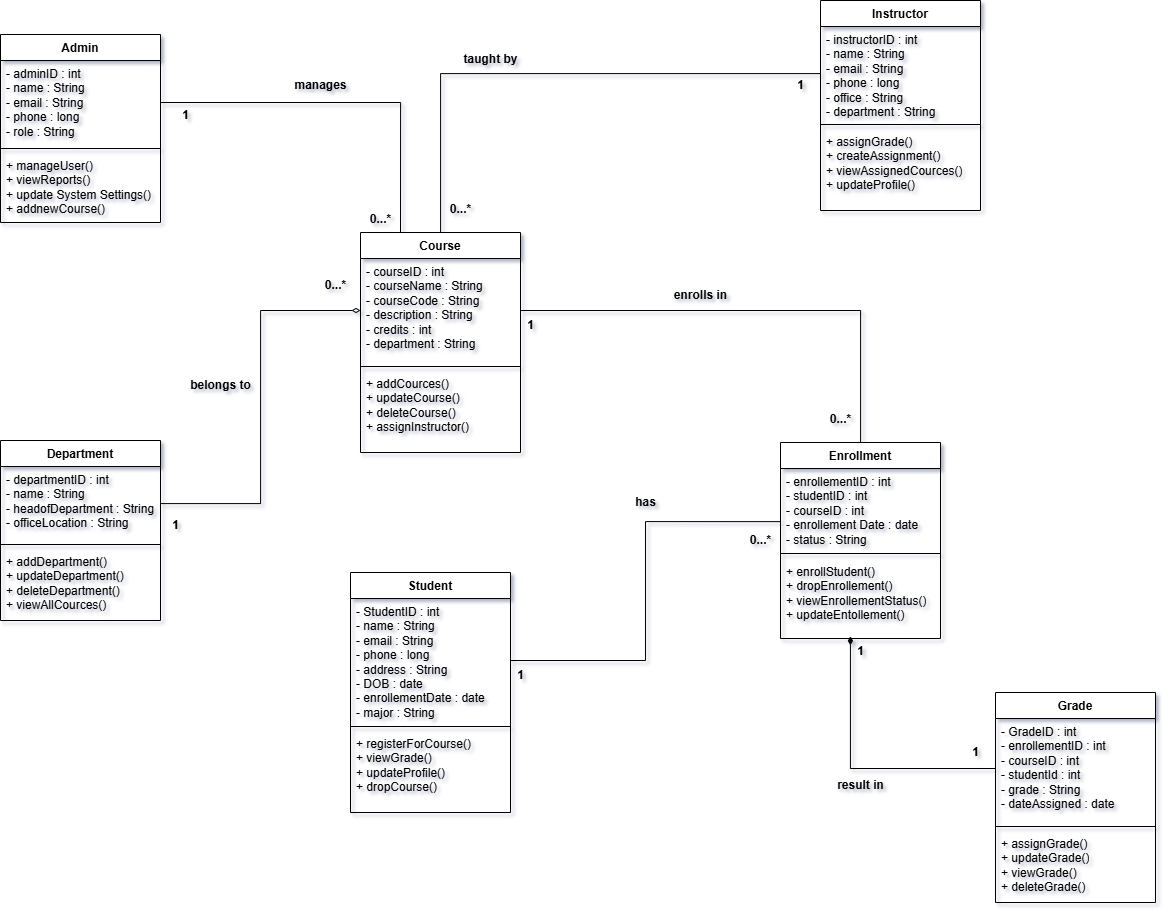 Admin
- adminID : int
- name : String
- email : String
- phone : long
- role : String
+ manageUser()
+ viewReports()
+ update System Settings()
+ addnewCourse()
manages
1
0...*
taught by
1
0...*
Instructor
- instructorID : int
- name : String
- email : String
- phone : long
- office : String
- department : String
+ assignGrade()
+ createAssignment()
+ viewAssignedCources()
+ updateProfile()
Course
- courseID : int
- courseName : String
- courseCode : String
- description : String
- credits : int
- department : String
+ addCources()
+ updateCourse()
+ deleteCourse()
+ assignInstructor()
0...*
belongs to
1
enrolls in
1
0...*
Department
- departmentID : int
- name : String
- headofDepartment : String
- officeLocation : String
+ addDepartment()
+ updateDepartment()
+ deleteDepartment()
+ viewAllCources()
Enrollment
- enrollementID : int
- studentID : int
- courseID : int
- enrollement Date : date
- status : String
+ enrollStudent()
+ dropEnrollement()
+ viewEnrollementStatus()
+ updateEntollement()
has
0...*
1
Student
- StudentID : int
- name : String
- email : String
- phone : long
- address : String
- DOB : date
- enrollementDate : date
- major : String
+ registerForCourse()
+ viewGrade()
+ updateProfile()
+ dropCourse()
1
1
result in
Grade
- GradeID : int
- enrollementID : int
- courseID : int
- studentId : int
- grade : String
- dateAssigned : date
+ assignGrade()
+ updateGrade()
+ viewGrade()
+ deleteGrade()